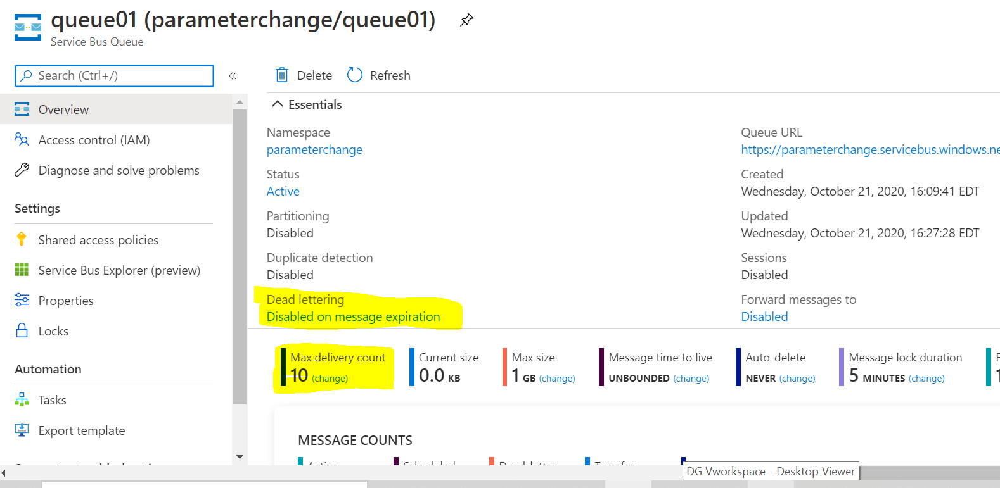 queue01 (parameterchange/queue01)
Service Bus Queue
Search (Ctrl+/)
«
Delete
Refresh
Overview
Access control (IAM)
Diagnose and solve problems
Settings
Shared access policies
Service Bus Explorer (preview)
Properties
Locks
Automation
Tasks
Export template
Essentials
Namespace
parameterchange
Status
Active
Partitioning
Disabled
Duplicate detection
Disabled
Dead lettering
Disabled on message expiration
Queue URL
https://parameterchange.servicebus.windows.ne
Created
Wednesday, October 21, 2020, 16:09:41 EDT
Updated
Wednesday, October 21, 2020, 16:27:28 EDT
Sessions
Disabled
Forward messages to
Disabled
Max delivery count
10 (change)
Current size
0.0 KB
Max size
1 GB (change)
Message time to live
UNBOUNDED (change)
Auto-delete
NEVER (change)
Message lock duration
5 MINUTES (change)
MESSAGE COUNTS
Active
Scheduled
Dead-letter
Transfer
DG Vworkspace - Desktop Viewer